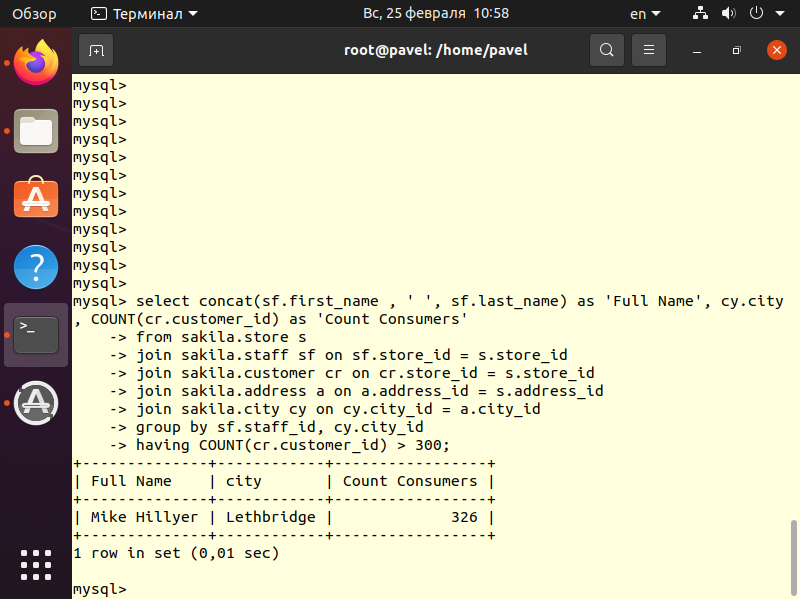 Обзор
Терминал
Вс, 25 февраля 10:58
en
root@pavel: /home/pavel
mysql>
mysql>
mysql>
mysql>
mysql>
mysql>
mysql>
mysql>
mysql>
mysql>
mysql>
mysql>
mysql> select concat(sf.first_name , ' ', sf.last_name) as 'Full Name', cy.city
, COUNT(cr.customer_id) as 'Count Consumers'
    -> from sakila.store s
    -> join sakila.staff sf on sf.store_id = s.store_id
    -> join sakila.customer cr on cr.store_id = s.store_id
    -> join sakila.address a on a.address_id = s.address_id
    -> join sakila.city cy on cy.city_id = a.city_id
    -> group by sf.staff_id, cy.city_id
    -> having COUNT(cr.customer_id) > 300;
+--------------+------------+-----------------+
| Full Name    | city       | Count Consumers |
+--------------+------------+-----------------+
| Mike Hillyer | Lethbridge |             326 |
+--------------+------------+-----------------+
1 row in set (0,01 sec)
mysql>